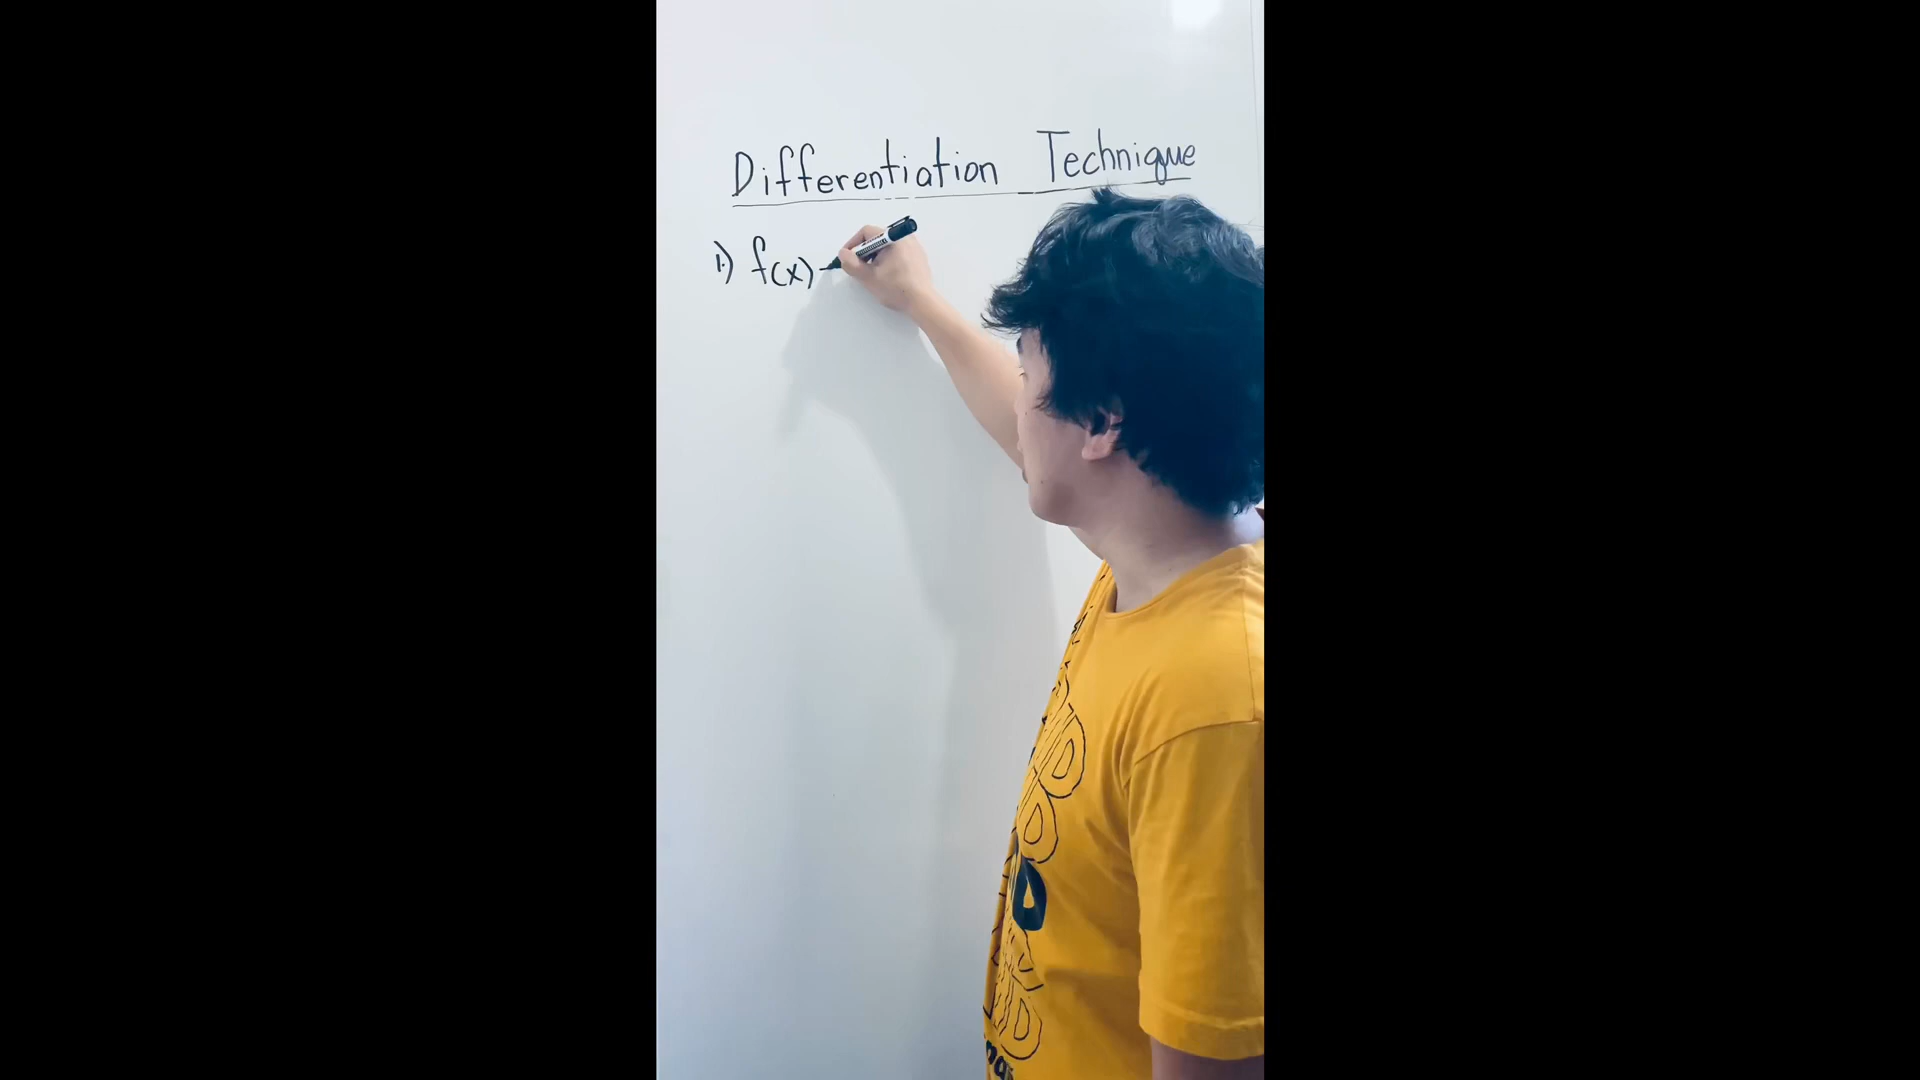 Differentiation Technique
1.) f(x) -